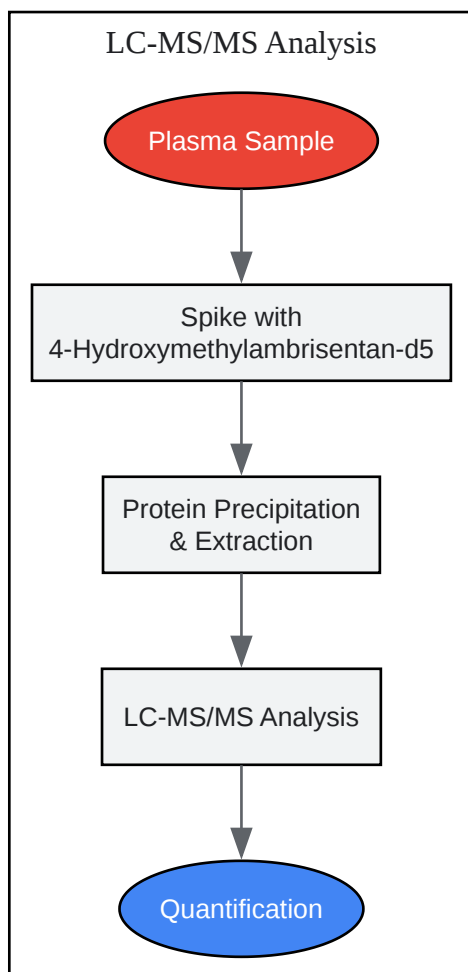 LC-MS/MS Analysis
Plasma Sample
Spike with
4-Hydroxymethylambrisentan-d5
Protein Precipitation
& Extraction
LC-MS/MS Analysis
Quantification